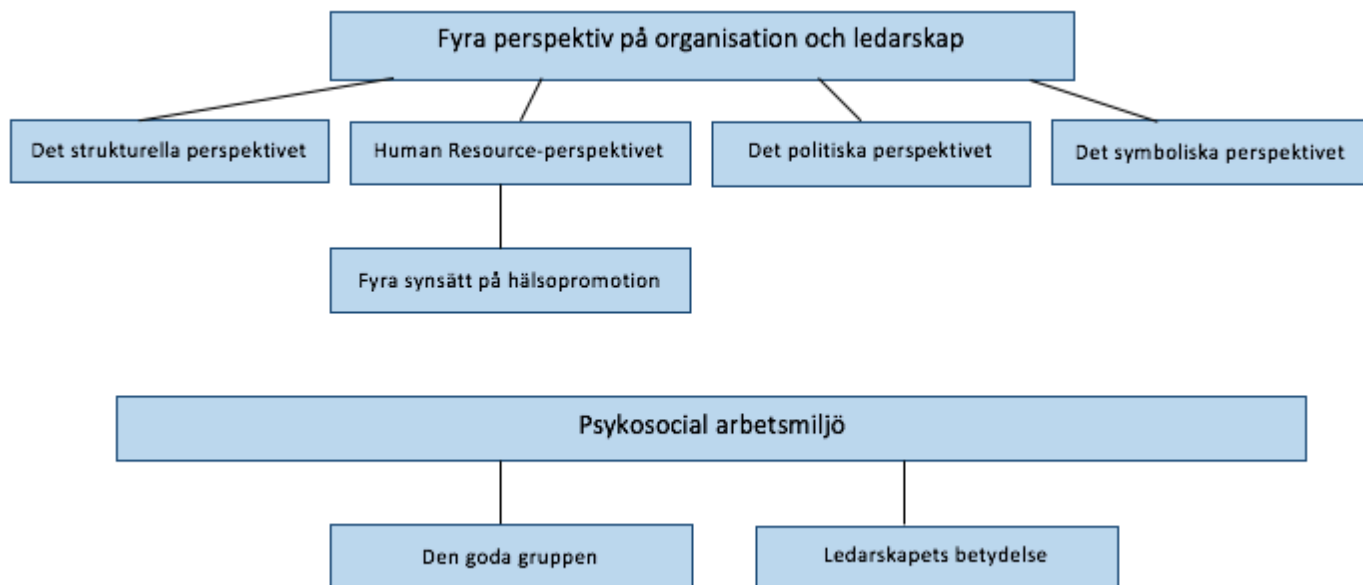 Fyra perspektiv på organisation och ledarskap
Det strukturella perspektivet
Human Resource-perspektivet
Det politiska perspektivet
Det symboliska perspektivet
Fyra synsätt på hälsopromotion
Psykosocial arbetsmiljö
Den goda gruppen
Ledarskapets betydelse